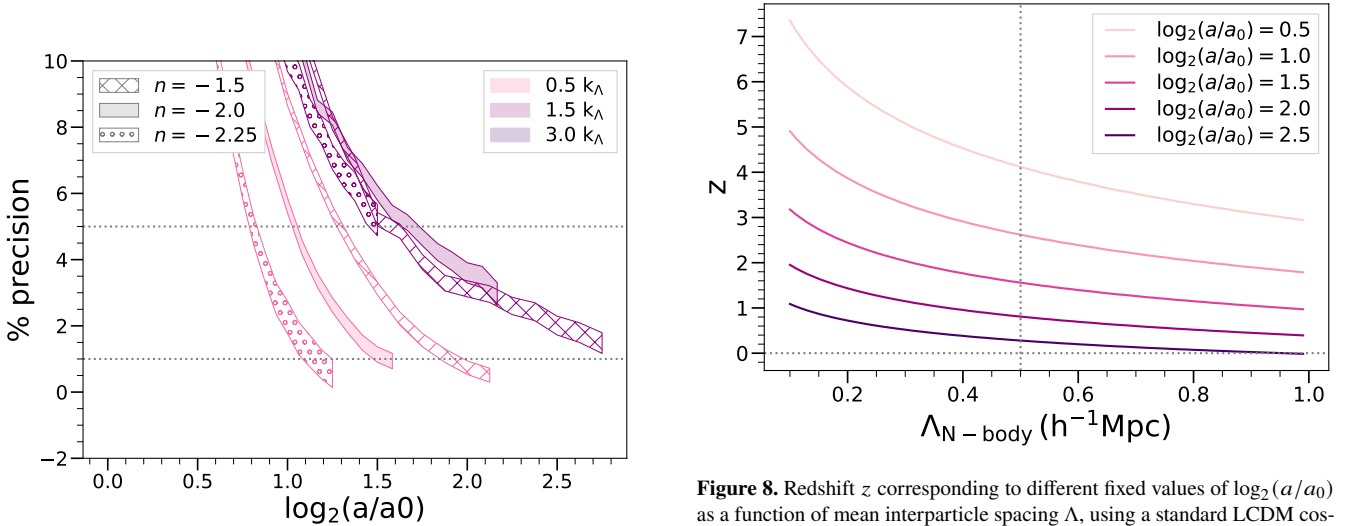 10
8
6
4
2
0
−2
% precision
n = −1.5
n = −2.0
n = −2.25
0.5 k_Λ
1.5 k_Λ
3.0 k_Λ
0.0 0.5 1.0 1.5 2.0 2.5
log₂(a/a0)
7
6
5
4
3
2
1
0
z
log₂(a/a₀) = 0.5
log₂(a/a₀) = 1.0
log₂(a/a₀) = 1.5
log₂(a/a₀) = 2.0
log₂(a/a₀) = 2.5
0.2 0.4 0.6 0.8 1.0
Λ_N−body (h⁻¹Mpc)
Figure 8. Redshift z corresponding to different fixed values of log₂(a/a₀)
as a function of mean interparticle spacing Λ, using a standard LCDM cos-